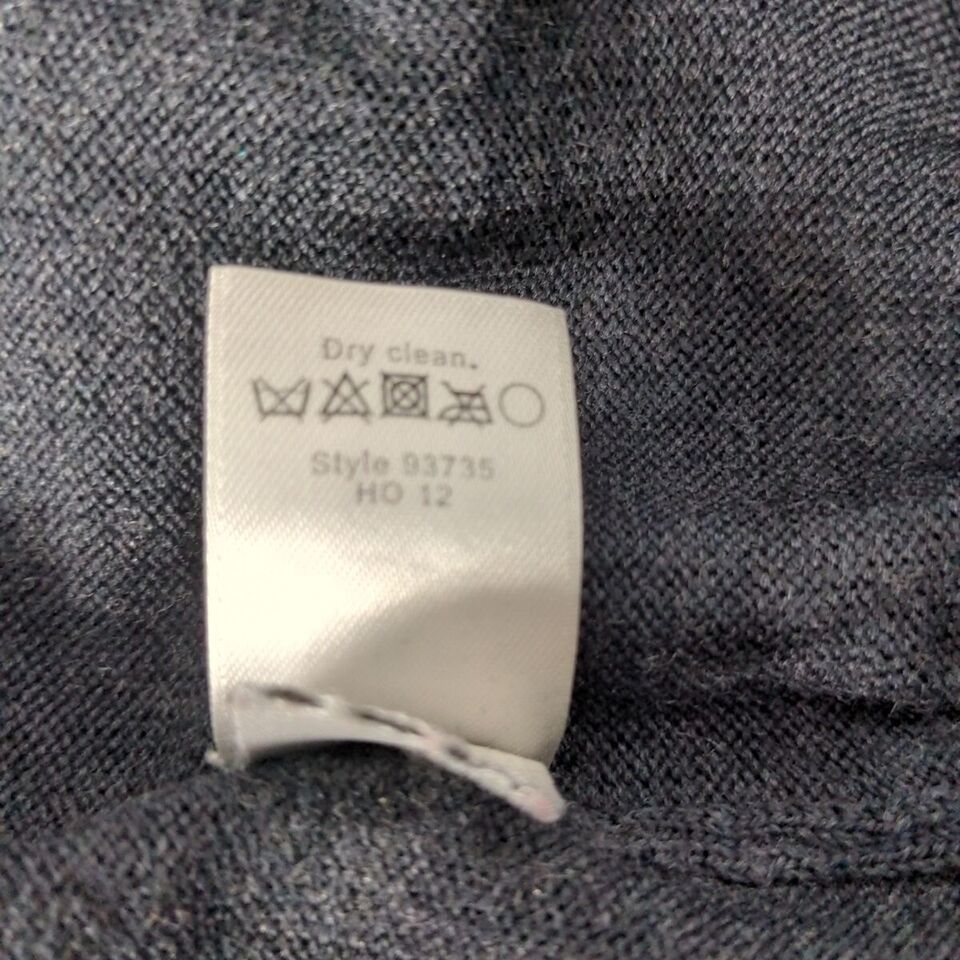 Dry clean.
Style 93735
HO 12